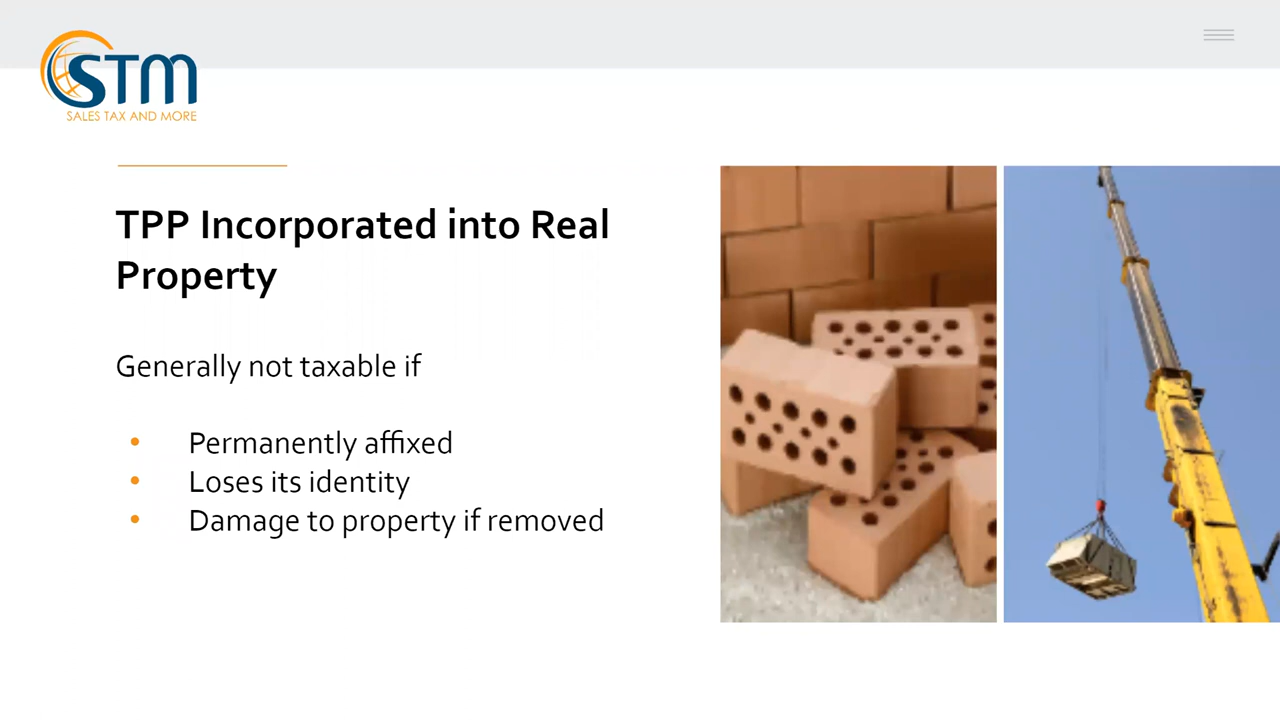 STM
SALES TAX AND MORE
TPP Incorporated into Real
Property
Generally not taxable if
• Permanently affixed
• Loses its identity
• Damage to property if removed